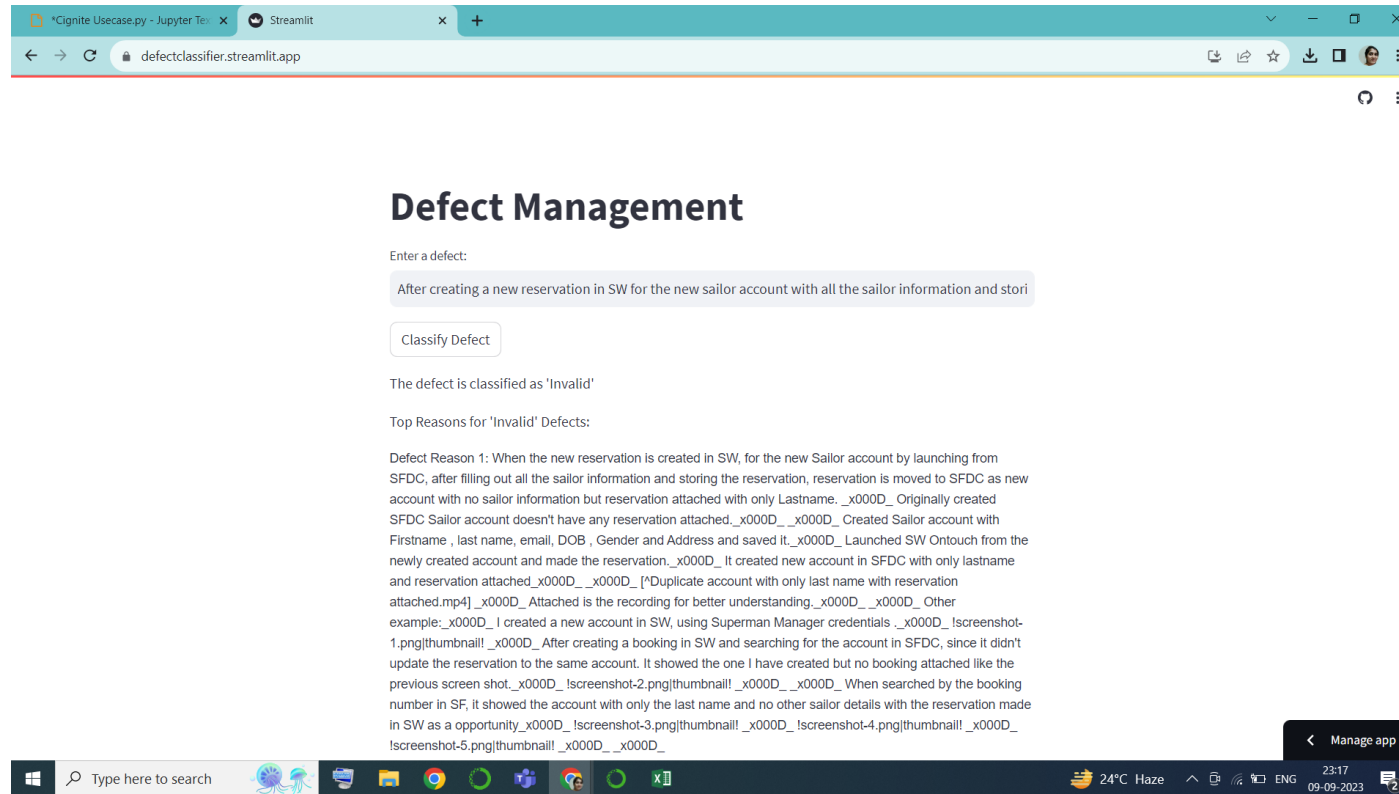 *Cignite Usecase.py - Jupyter Tex
Streamlit
defectclassifier.streamlit.app
Defect Management
Enter a defect:
After creating a new reservation in SW for the new sailor account with all the sailor information and stori
Classify Defect
The defect is classified as 'Invalid'
Top Reasons for 'Invalid' Defects:
Defect Reason 1: When the new reservation is created in SW, for the new Sailor account by launching from
SFDC, after filling out all the sailor information and storing the reservation, reservation is moved to SFDC as new
account with no sailor information but reservation attached with only Lastname. _x000D_ Originally created
SFDC Sailor account doesn't have any reservation attached._x000D_ _x000D_ Created Sailor account with
Firstname , last name, email, DOB , Gender and Address and saved it._x000D_ Launched SW Ontouch from the
newly created account and made the reservation._x000D_ It created new account in SFDC with only lastname
and reservation attached_x000D_ _x000D_ [^Duplicate account with only last name with reservation
attached.mp4] _x000D_ Attached is the recording for better understanding._x000D_ _x000D_ Other
example:_x000D_ I created a new account in SW, using Superman Manager credentials ._x000D_ !screenshot-
1.png|thumbnail! _x000D_ After creating a booking in SW and searching for the account in SFDC, since it didn't
update the reservation to the same account. It showed the one I have created but no booking attached like the
previous screen shot._x000D_ !screenshot-2.png|thumbnail! _x000D_ _x000D_ When searched by the booking
number in SF, it showed the account with only the last name and no other sailor details with the reservation made
in SW as a opportunity_x000D_ !screenshot-3.png|thumbnail! _x000D_ !screenshot-4.png|thumbnail! _x000D_
!screenshot-5.png|thumbnail! _x000D_ _x000D_
Manage app
Type here to search
24°C Haze
ENG
23:17
09-09-2023
2